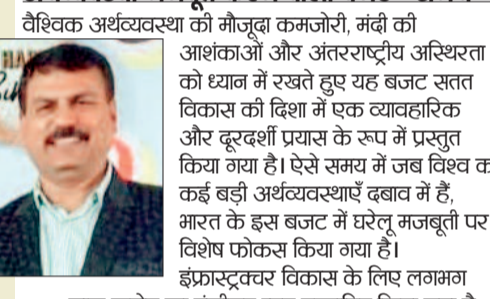 वैश्विक अर्थव्यवस्था की मौजूदा कमजोरी, मंदी की
आशंकाओं और अंतरराष्ट्रीय अस्थिरता
को ध्यान में रखते हुए यह बजट सतत
विकास की दिशा में एक व्यावहारिक
और दूरदर्शी प्रयास के रूप में प्रस्तुत
किया गया है। ऐसे समय में जब विश्व
कई बड़ी अर्थव्यवस्थाएँ दबाव में हैं,
भारत के इस बजट में घरेलू मजबूती पर
विशेष फोकस किया गया है।
इंफ्रास्ट्रक्चर विकास के लिए लगभग